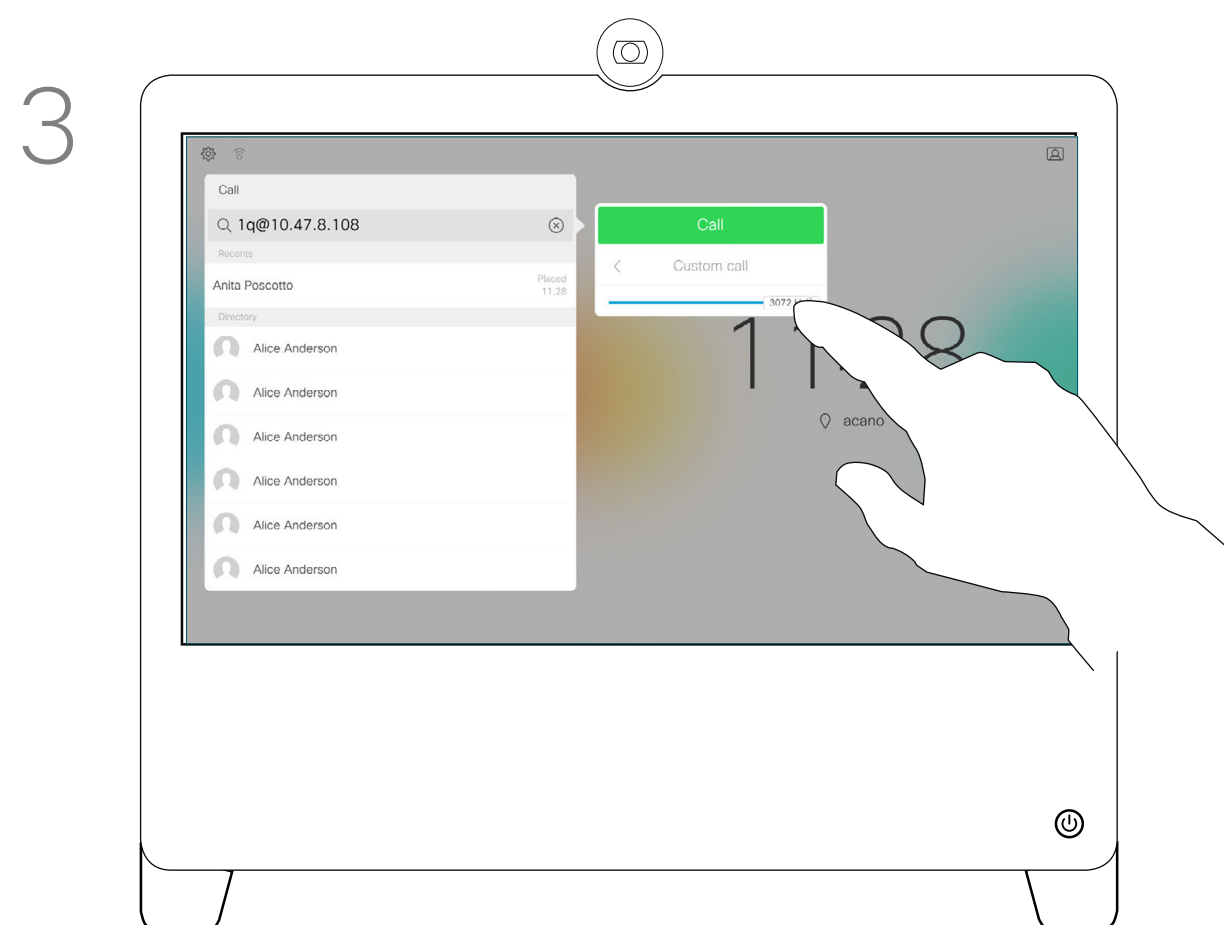 3
Call
1q@10.47.8.108
Recents
Anita Poscotto
Placed
11:28
Directory
Alice Anderson
Alice Anderson
Alice Anderson
Alice Anderson
Alice Anderson
Alice Anderson
Call
Custom call
3072
acano